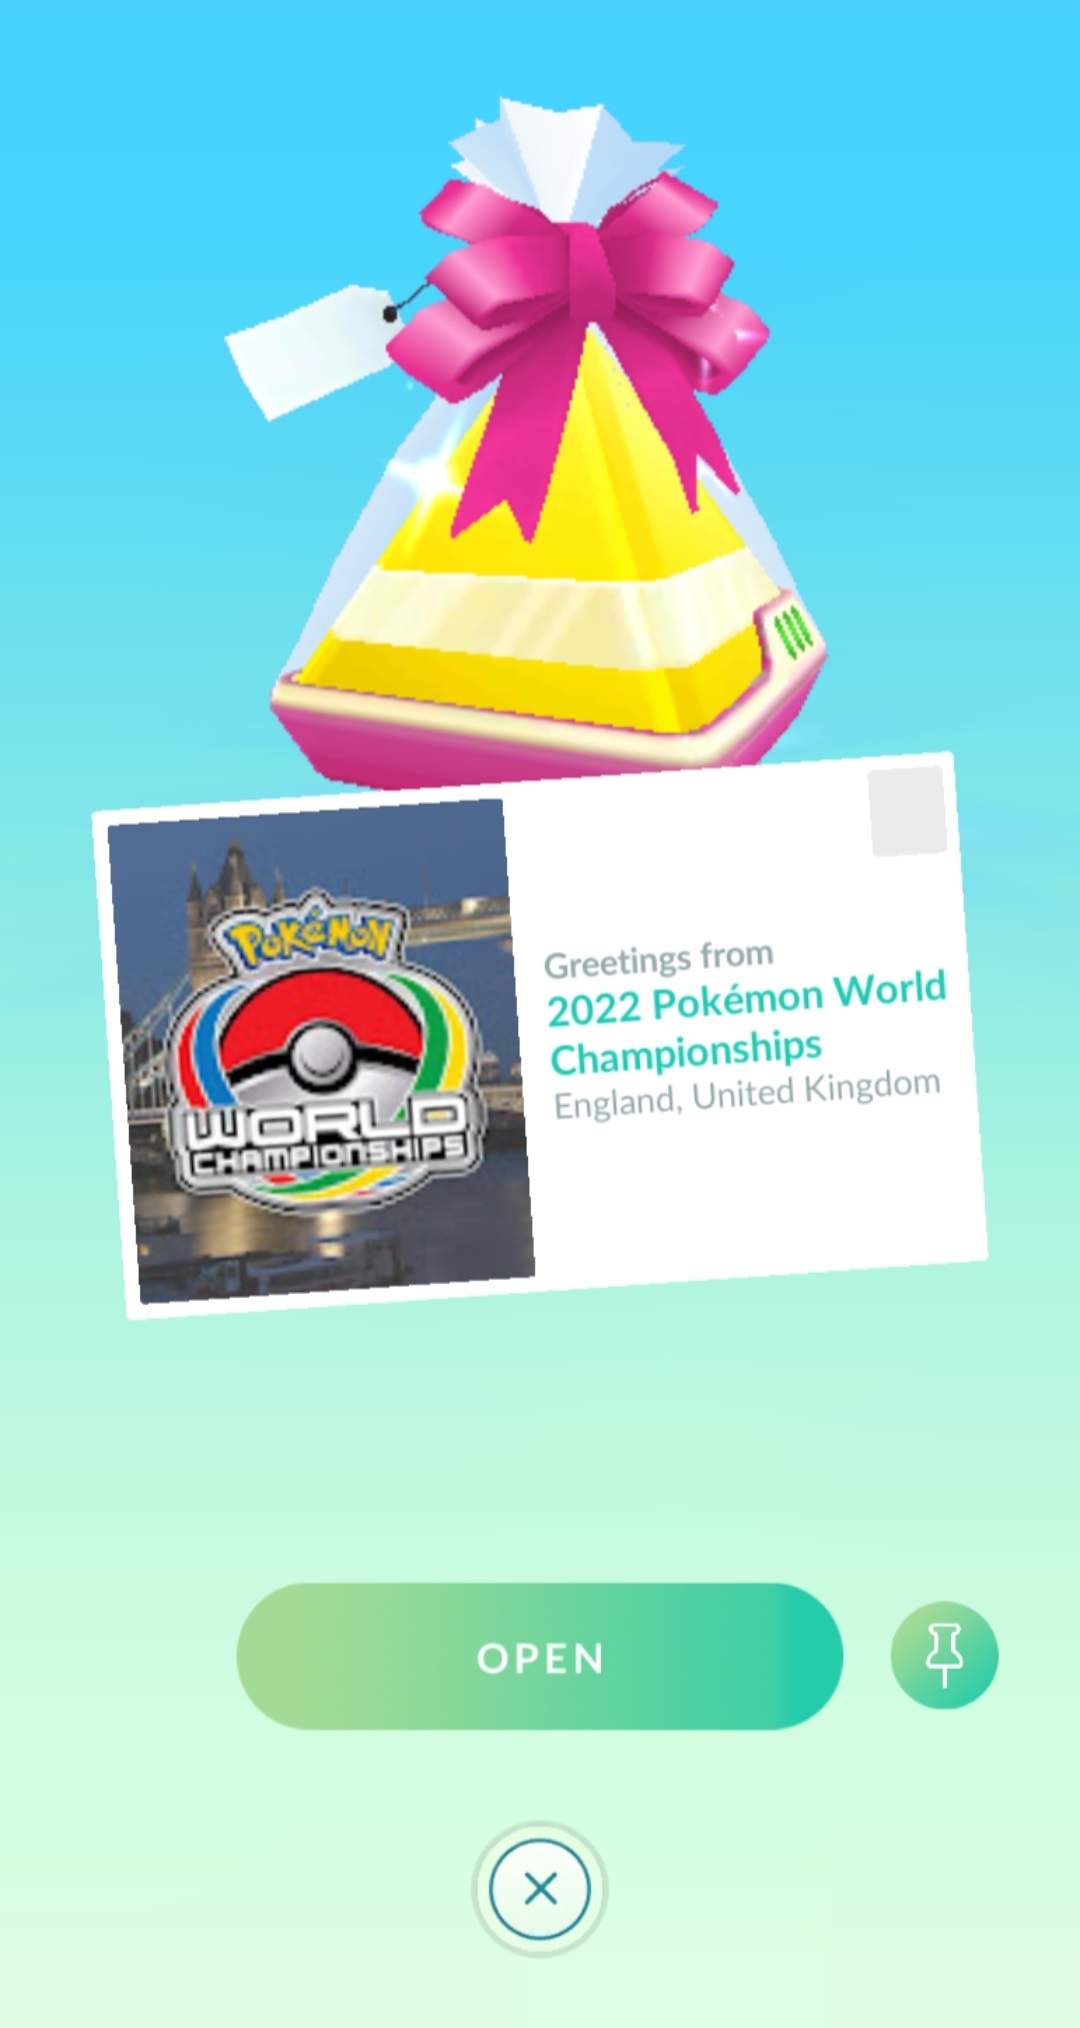 POKéMON
WORLD
CHAMPIONSHIPS
Greetings from
2022 Pokémon World
Championships
England, United Kingdom
OPEN